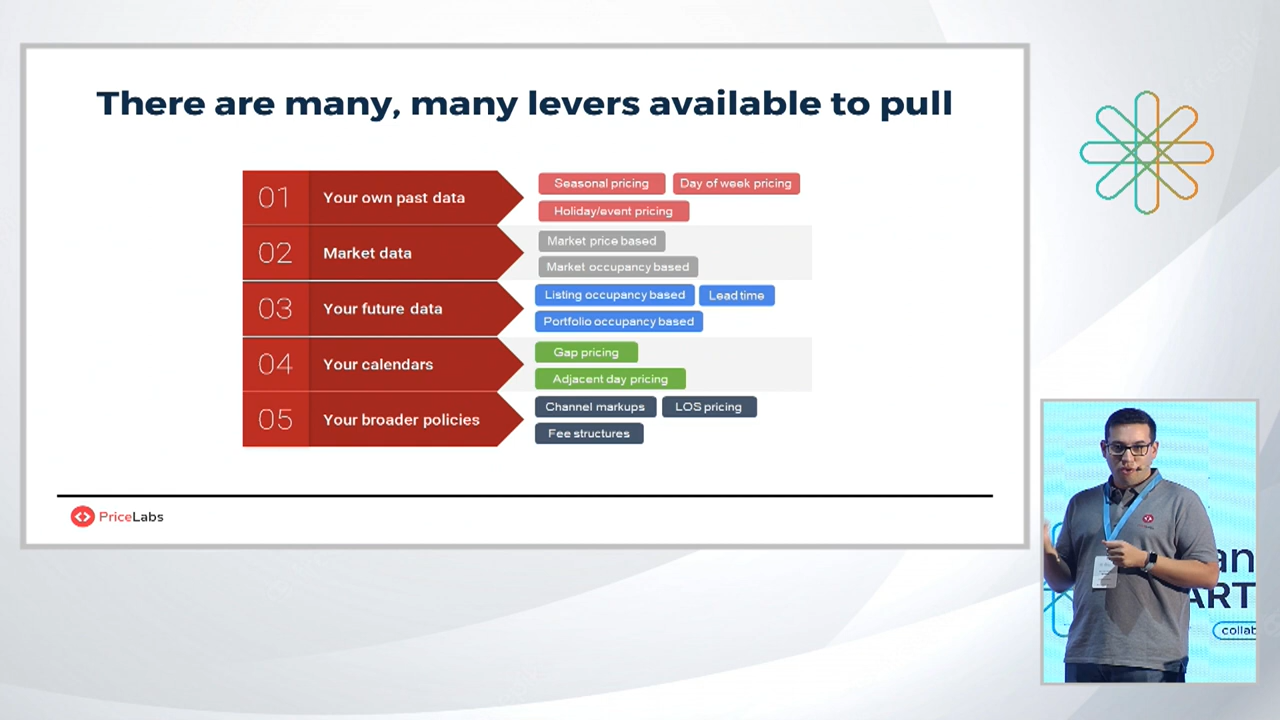 There are many, many levers available to pull
01 Your own past data
Seasonal pricing Day of week pricing
Holiday/event pricing
02 Market data
Market price based
Market occupancy based
03 Your future data
Listing occupancy based Lead time
Portfolio occupancy based
04 Your calendars
Gap pricing
Adjacent day pricing
05 Your broader policies
Channel markups LOS pricing
Fee structures
PriceLabs
an
ART
collab